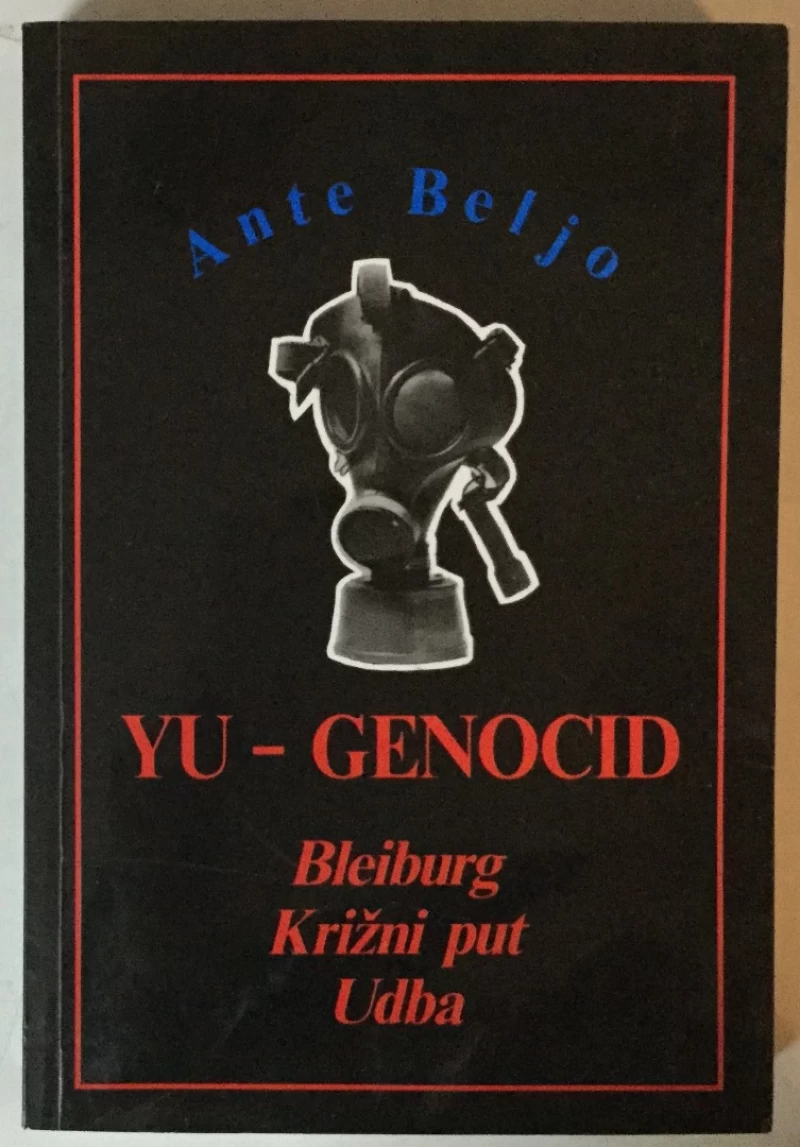 Ante Beljo
YU - GENOCID
Bleiburg
Križni put
Udba